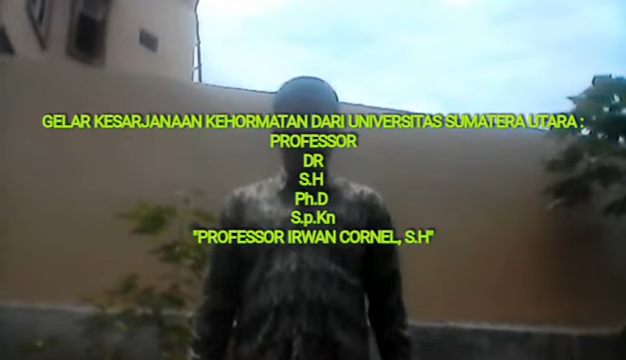 GELAR KESARJANAAN KEHORMATAN DARI UNIVERSITAS SUMATERA UTARA :
PROFESSOR
DR
S.H
Ph.D
S.p.Kn
"PROFESSOR IRWAN CORNEL, S.H"